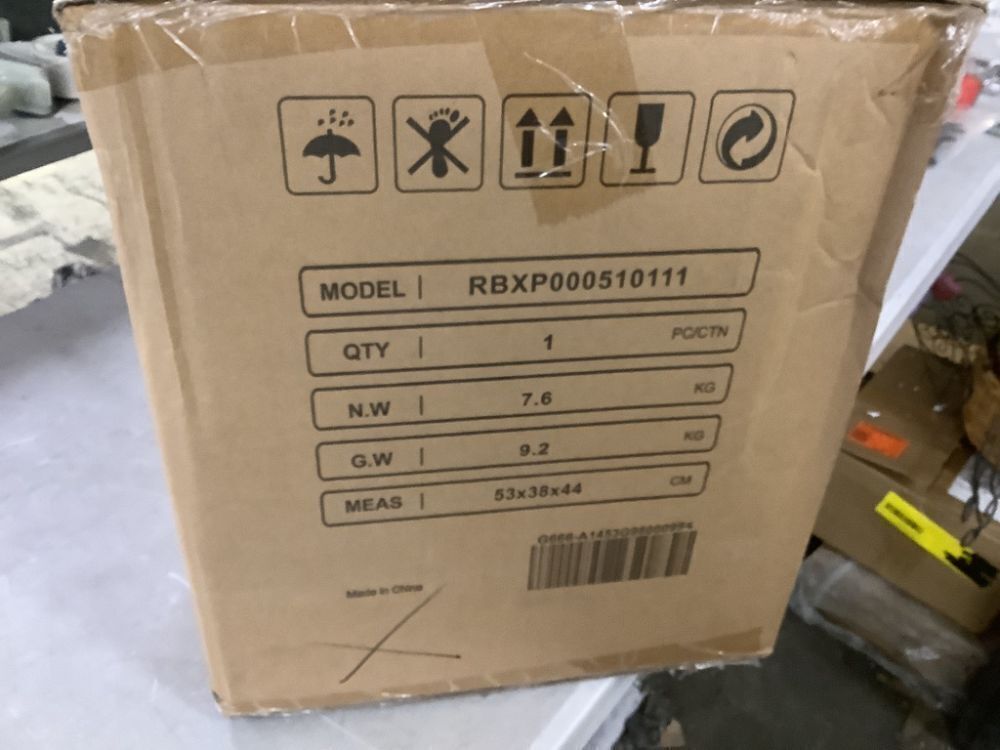 MODEL | RBXP000510111
QTY | 1 PC/CTN
N.W | 7.6 KG
G.W | 9.2 KG
MEAS | 53x38x44 CM
Made in China